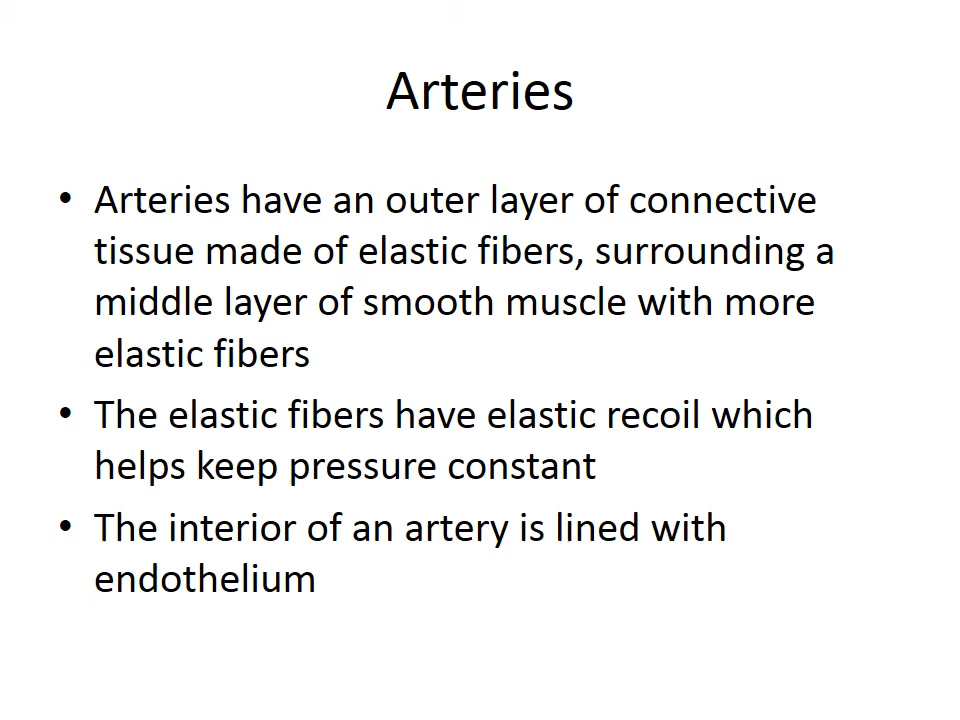 Arteries
• Arteries have an outer layer of connective
tissue made of elastic fibers, surrounding a
middle layer of smooth muscle with more
elastic fibers
• The elastic fibers have elastic recoil which
helps keep pressure constant
• The interior of an artery is lined with
endothelium